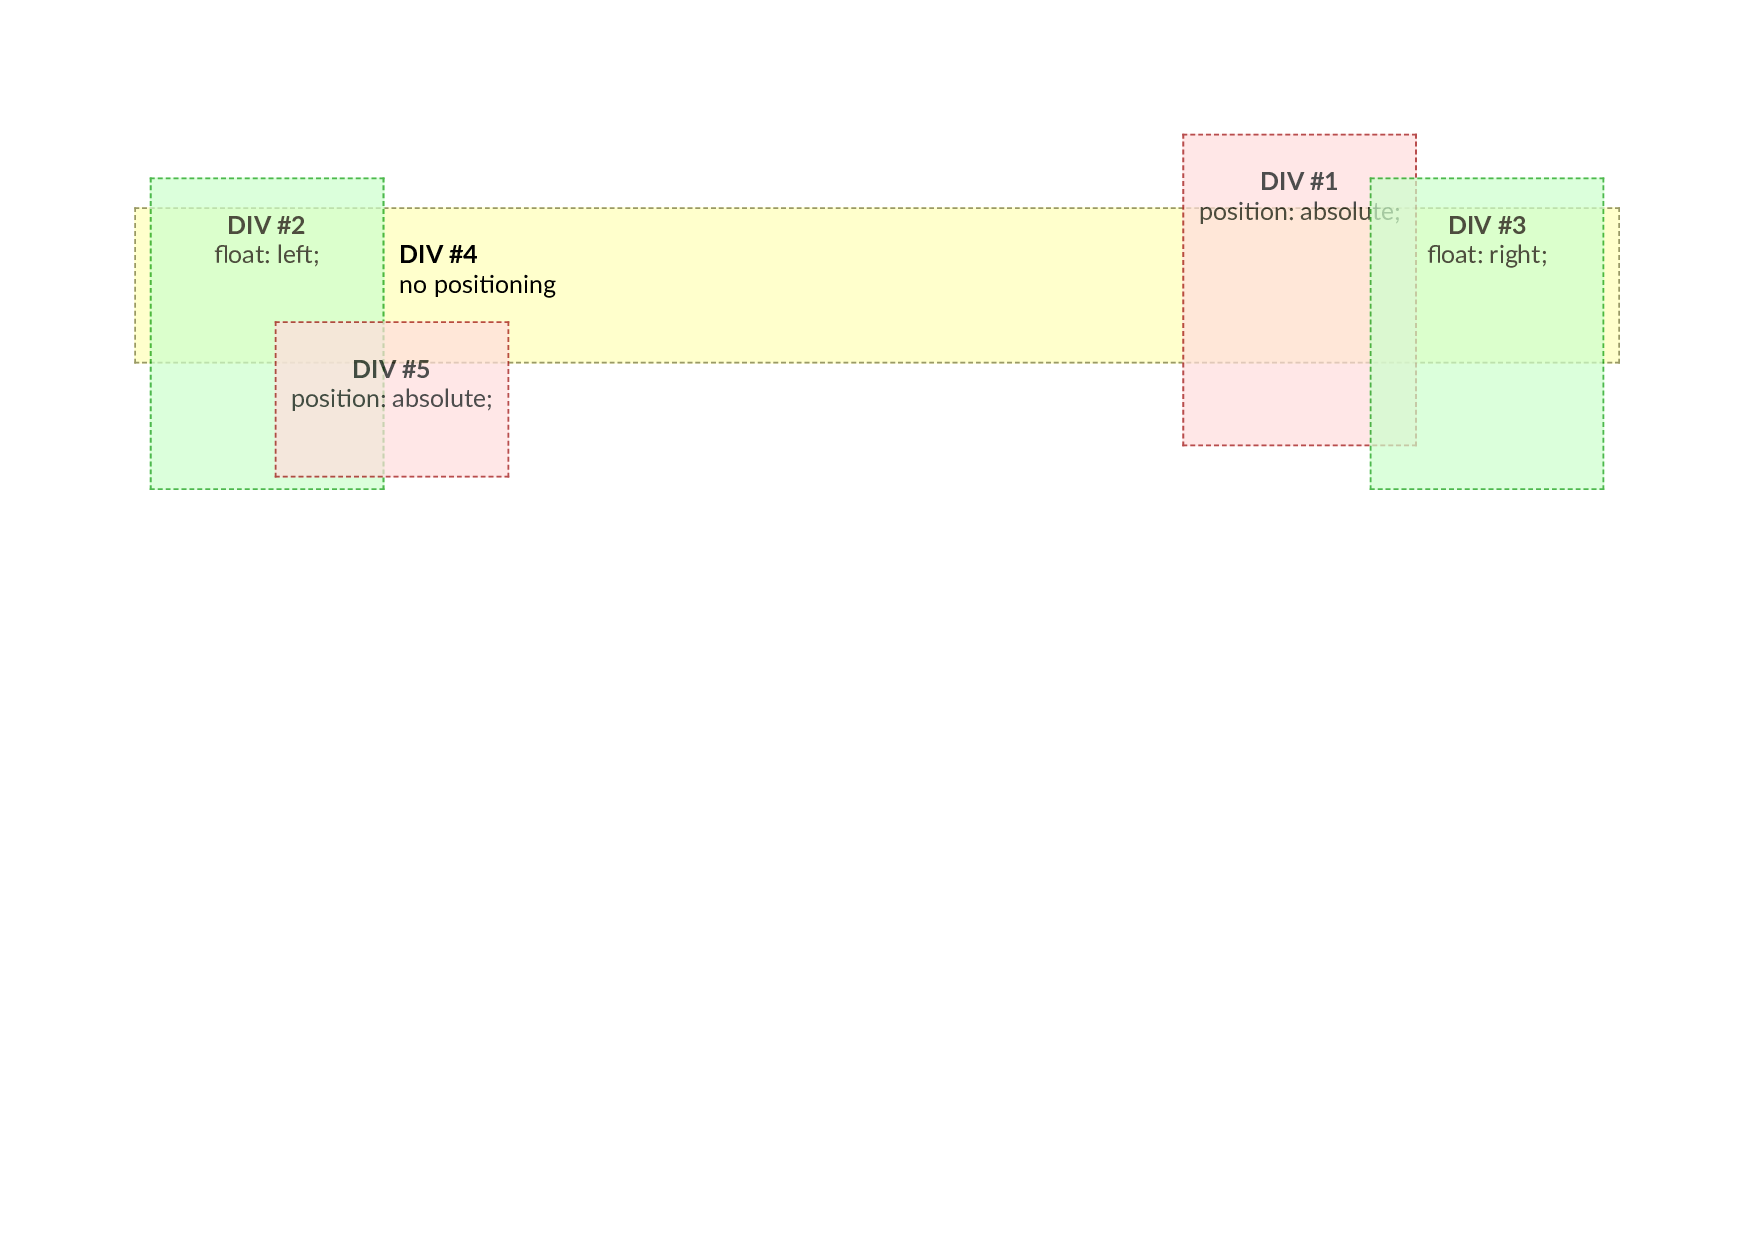 DIV #1
position: absolute;
DIV #2
float: left;
DIV #3
float: right;
DIV #4
no positioning
DIV #5
position: absolute;